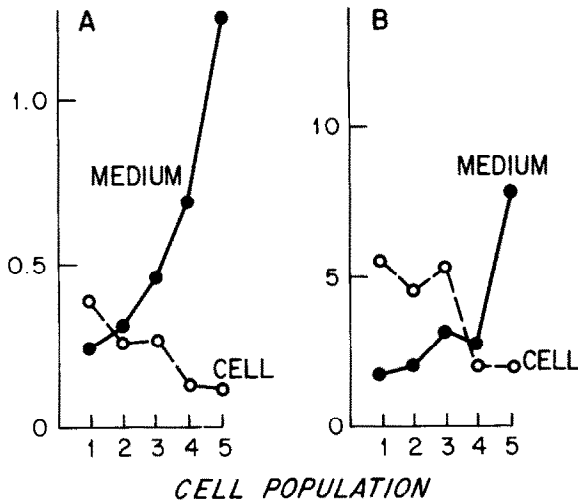 A
1.0
0.5
0
MEDIUM
CELL
1 2 3 4 5
B
10
5
0
MEDIUM
CELL
1 2 3 4 5
CELL POPULATION